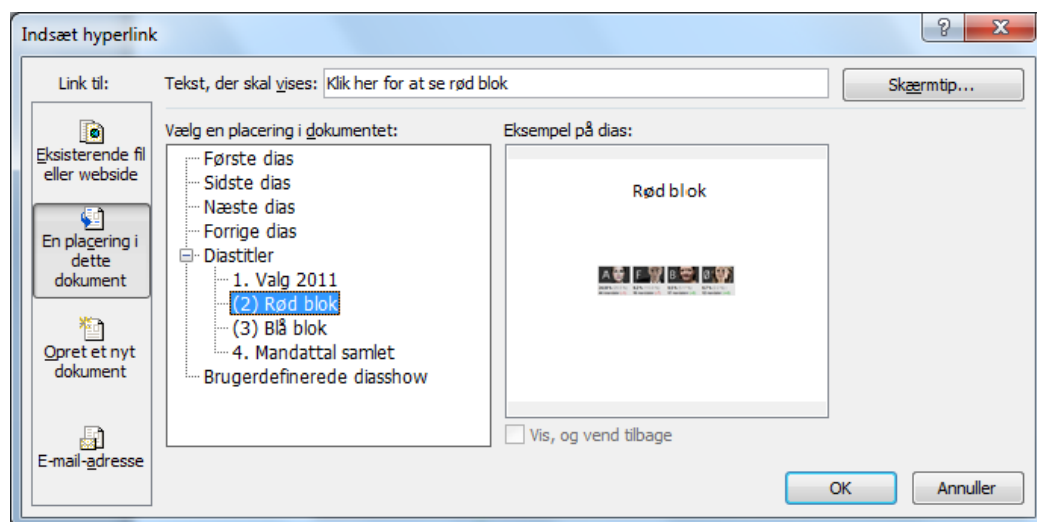 Indsæt hyperlink
Link til:
Tekst, der skal vises: Klik her for at se rød blok
Skærmtip...
Eksisterende fil
eller webside
En placering i
dette
dokument
Opret et nyt
dokument
E-mail-adresse
Vælg en placering i dokumentet:
Første dias
Sidste dias
Næste dias
Forrige dias
Diastitler
1. Valg 2011
(2) Rød blok
(3) Blå blok
4. Mandattal samlet
Brugerdefinerede diasshow
Eksempel på dias:
Rød blok
A F B Ø
Vis, og vend tilbage
OK
Annuller